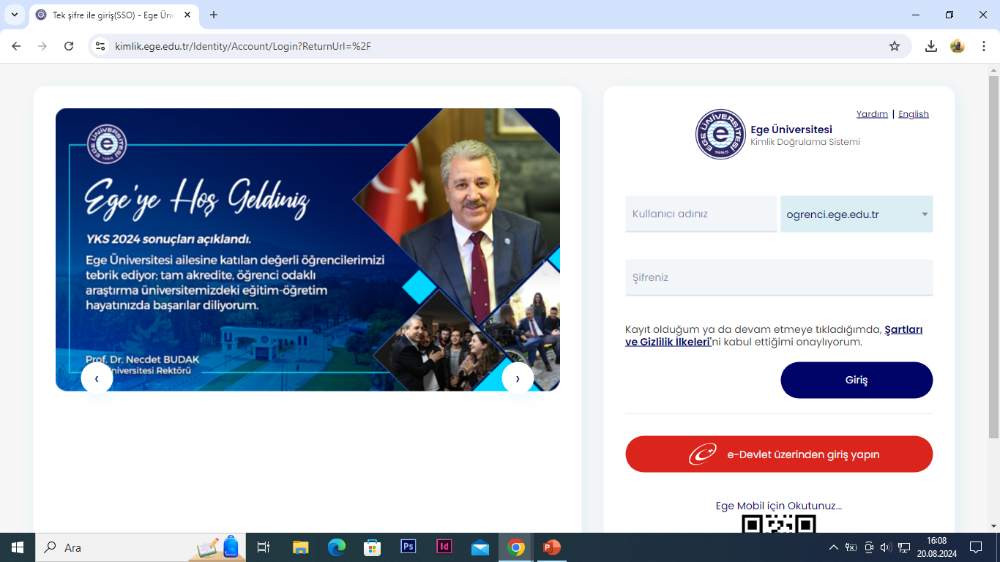 Tek şifre ile giriş(SSO) - Ege Üni
kimlik.ege.edu.tr/Identity/Account/Login?ReturnUrl=%2F
EGE ÜNİVERSİTESİ
1955
Ege'ye Hoş Geldiniz
YKS 2024 sonuçları açıklandı.
Ege Üniversitesi ailesine katılan değerli öğrencilerimizi
tebrik ediyor; tam akredite, öğrenci odaklı
araştırma üniversitemizdeki eğitim-öğretim
hayatınızda başarılar diliyorum.
Prof. Dr. Necdet BUDAK
niversitesi Rektörü
‹
›
Yardım | English
EGE ÜNİVERSİTESİ
1955
Ege Üniversitesi
Kimlik Doğrulama Sistemi
Kullanıcı adınız
ogrenci.ege.edu.tr
Şifreniz
Kayıt olduğum ya da devam etmeye tıkladığımda, Şartları
ve Gizlilik İlkeleri'ni kabul ettiğimi onaylıyorum.
Giriş
e-Devlet üzerinden giriş yapın
Ege Mobil için Okutunuz...
Ara
Ps
Id
P
16:08
20.08.2024